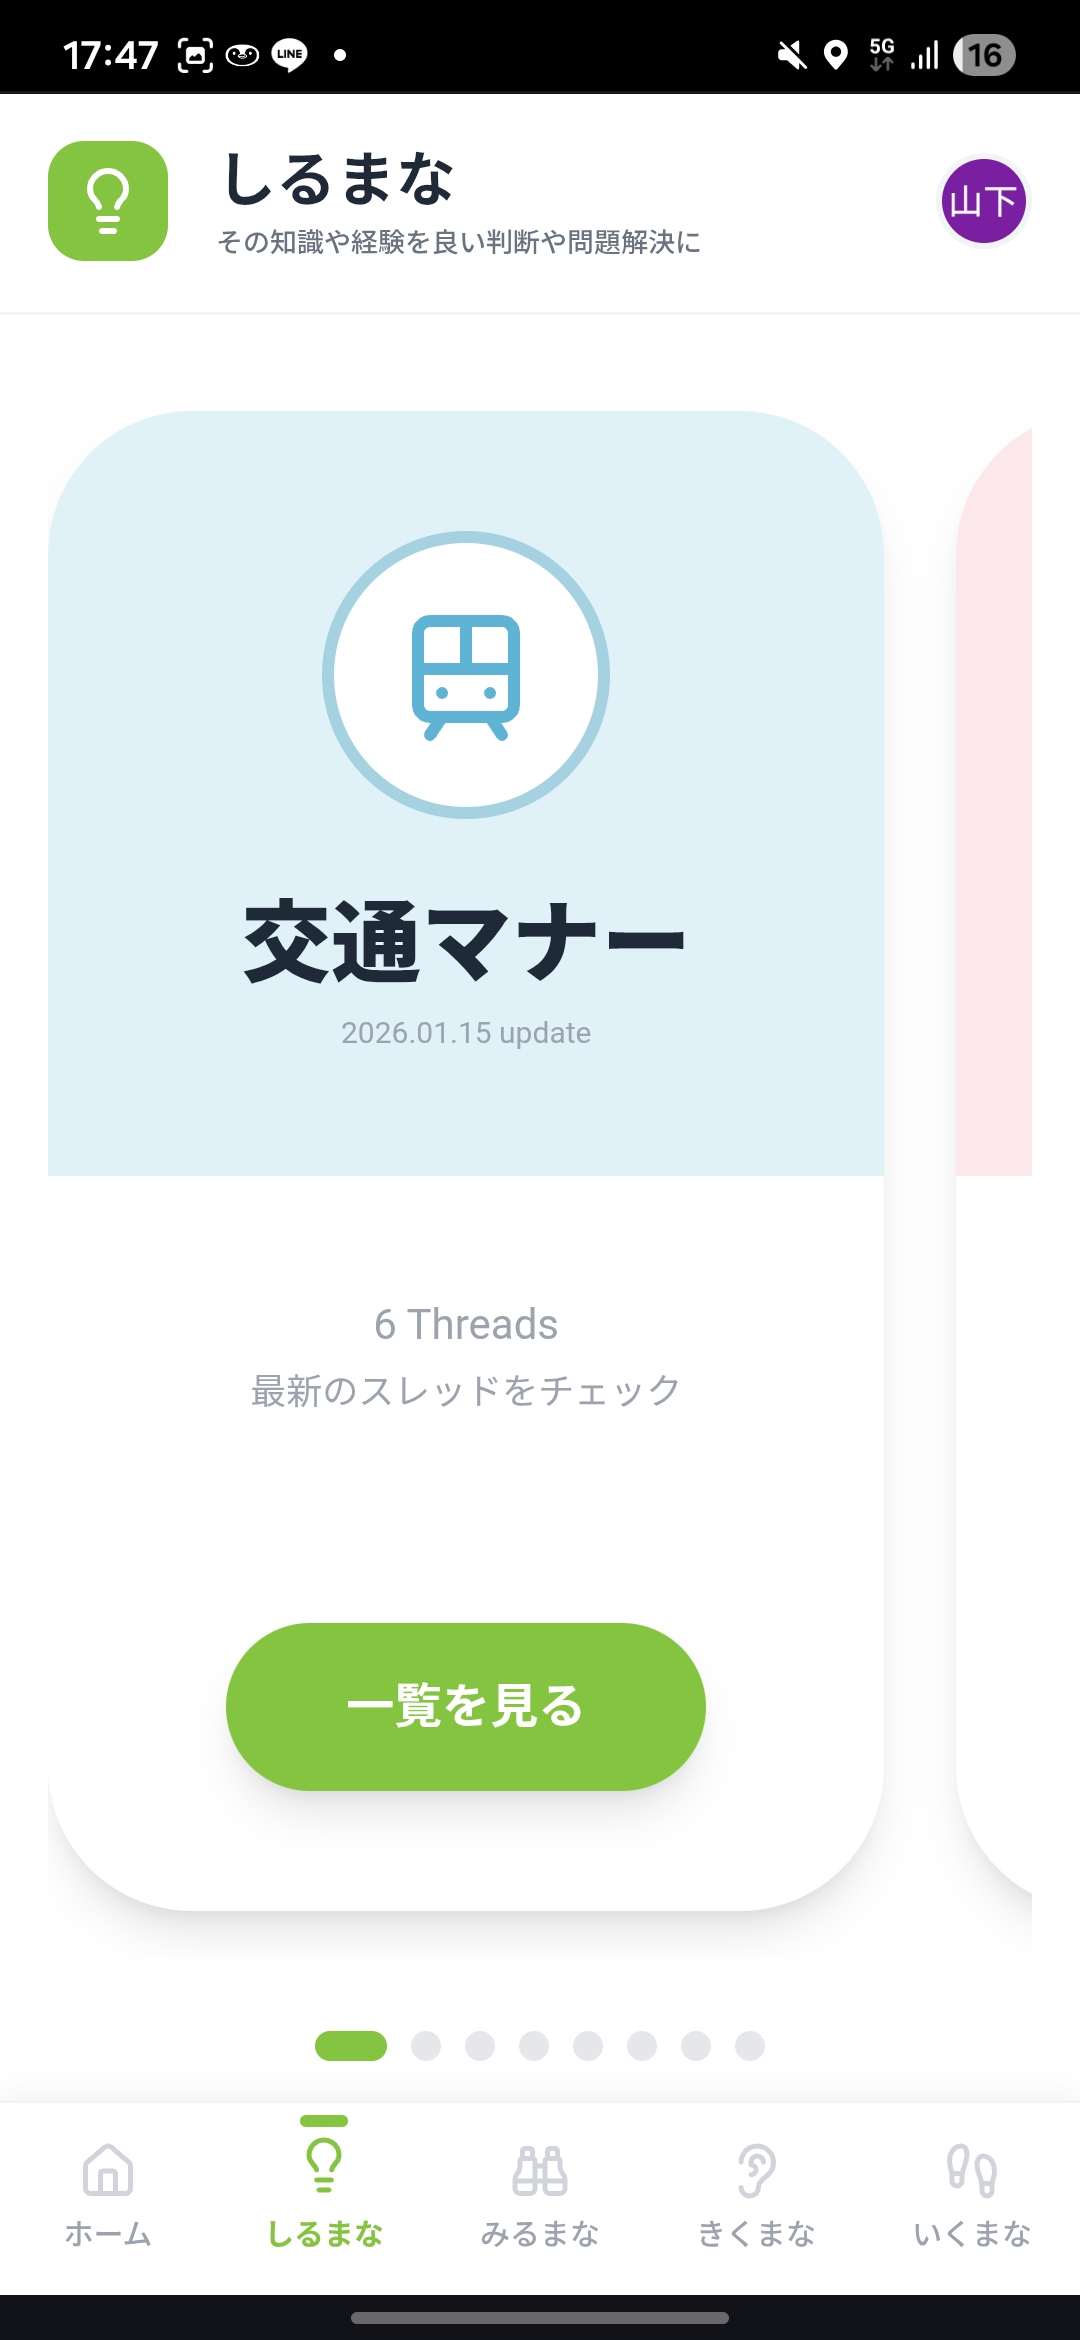 17:47
LINE
5G
16
しるまな
その知識や経験を良い判断や問題解決に
山下
交通マナー
2026.01.15 update
6 Threads
最新のスレッドをチェック
一覧を見る
ホーム
しるまな
みるまな
きくまな
いくまな